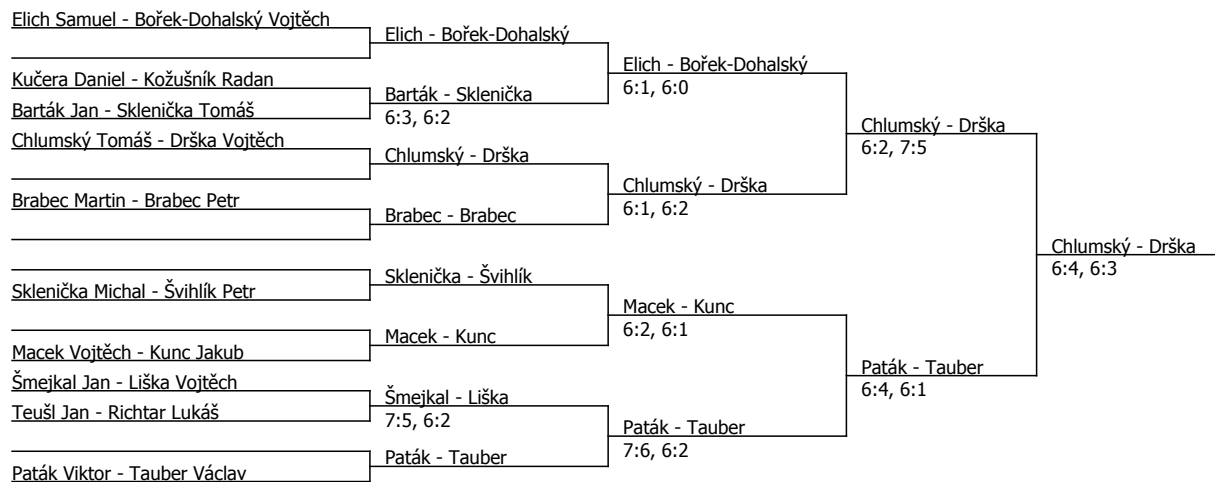 Elich Samuel - Bořek-Dohalský Vojtěch
Kučera Daniel - Kožušník Radan
Barták Jan - Sklenička Tomáš
Chlumský Tomáš - Drška Vojtěch
Brabec Martin - Brabec Petr
Sklenička Michal - Švihlík Petr
Macek Vojtěch - Kunc Jakub
Šmejkal Jan - Liška Vojtěch
Teušl Jan - Richtar Lukáš
Paták Viktor - Tauber Václav
Elich - Bořek-Dohalský
Barták - Sklenička
6:3, 6:2
Chlumský - Drška
Brabec - Brabec
Sklenička - Švihlík
Macek - Kunc
Šmejkal - Liška
7:5, 6:2
Paták - Tauber
Elich - Bořek-Dohalský
6:1, 6:0
Chlumský - Drška
6:1, 6:2
Macek - Kunc
6:2, 6:1
Paták - Tauber
7:6, 6:2
Chlumský - Drška
6:2, 7:5
Paták - Tauber
6:4, 6:1
Chlumský - Drška
6:4, 6:3